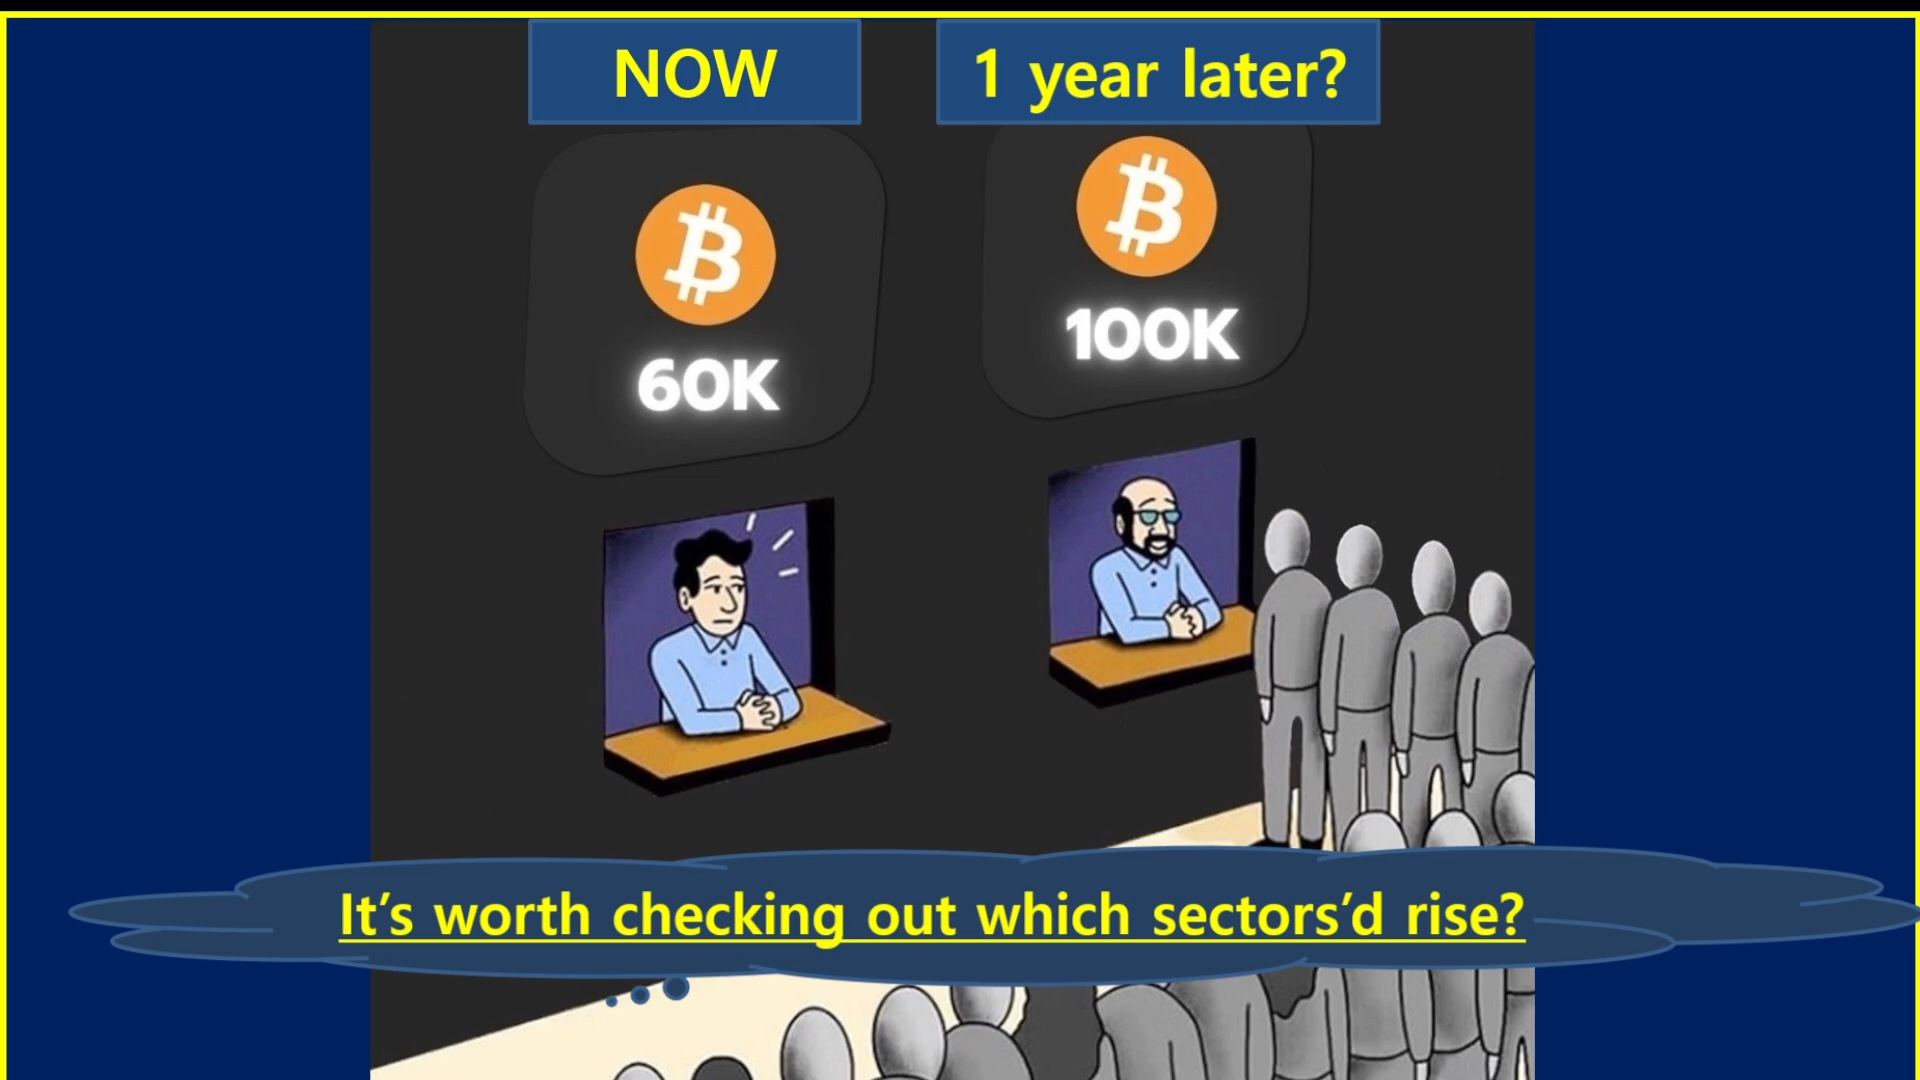 NOW
1 year later?
60K
100K
It’s worth checking out which sectors’d rise?